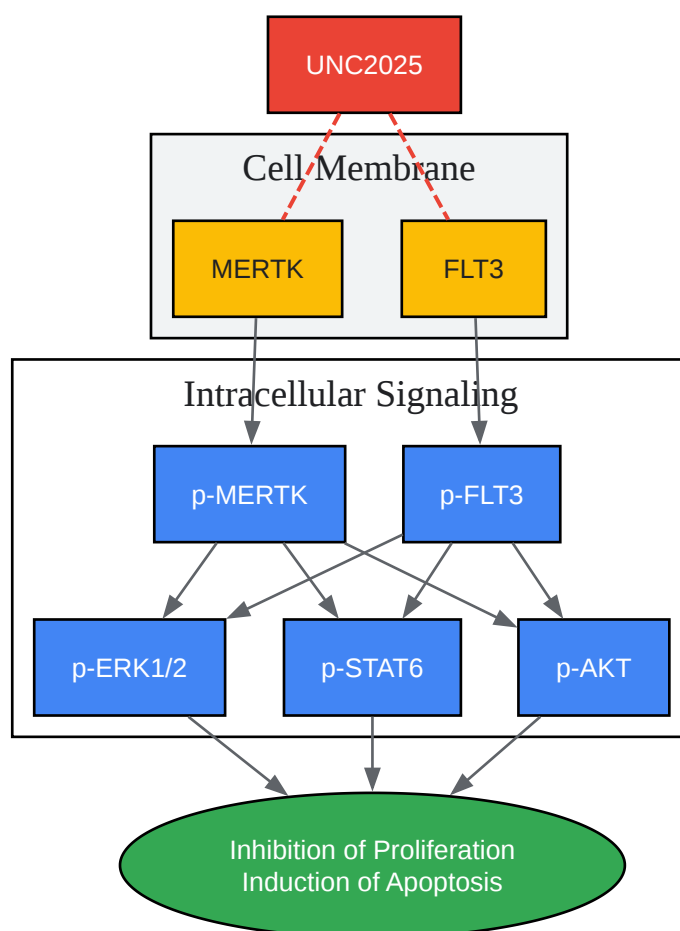 UNC2025
Cell Membrane
MERTK
FLT3
Intracellular Signaling
p-MERTK
p-FLT3
p-ERK1/2
p-STAT6
p-AKT
Inhibition of Proliferation
Induction of Apoptosis